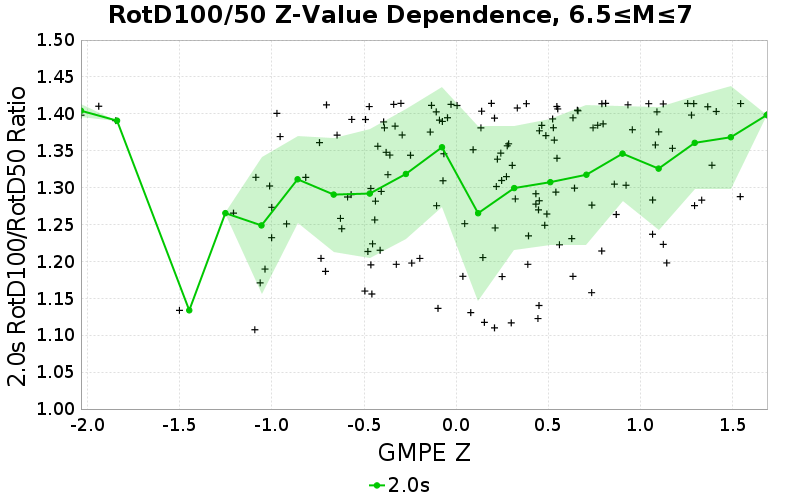 RotD100/50 Z-Value Dependence, 6.5≤M≤7
2.0s RotD100/RotD50 Ratio
1.50
1.45
1.40
1.35
1.30
1.25
1.20
1.15
1.10
1.05
1.00
-2.0 -1.5 -1.0 -0.5 0.0 0.5 1.0 1.5
GMPE Z
2.0s